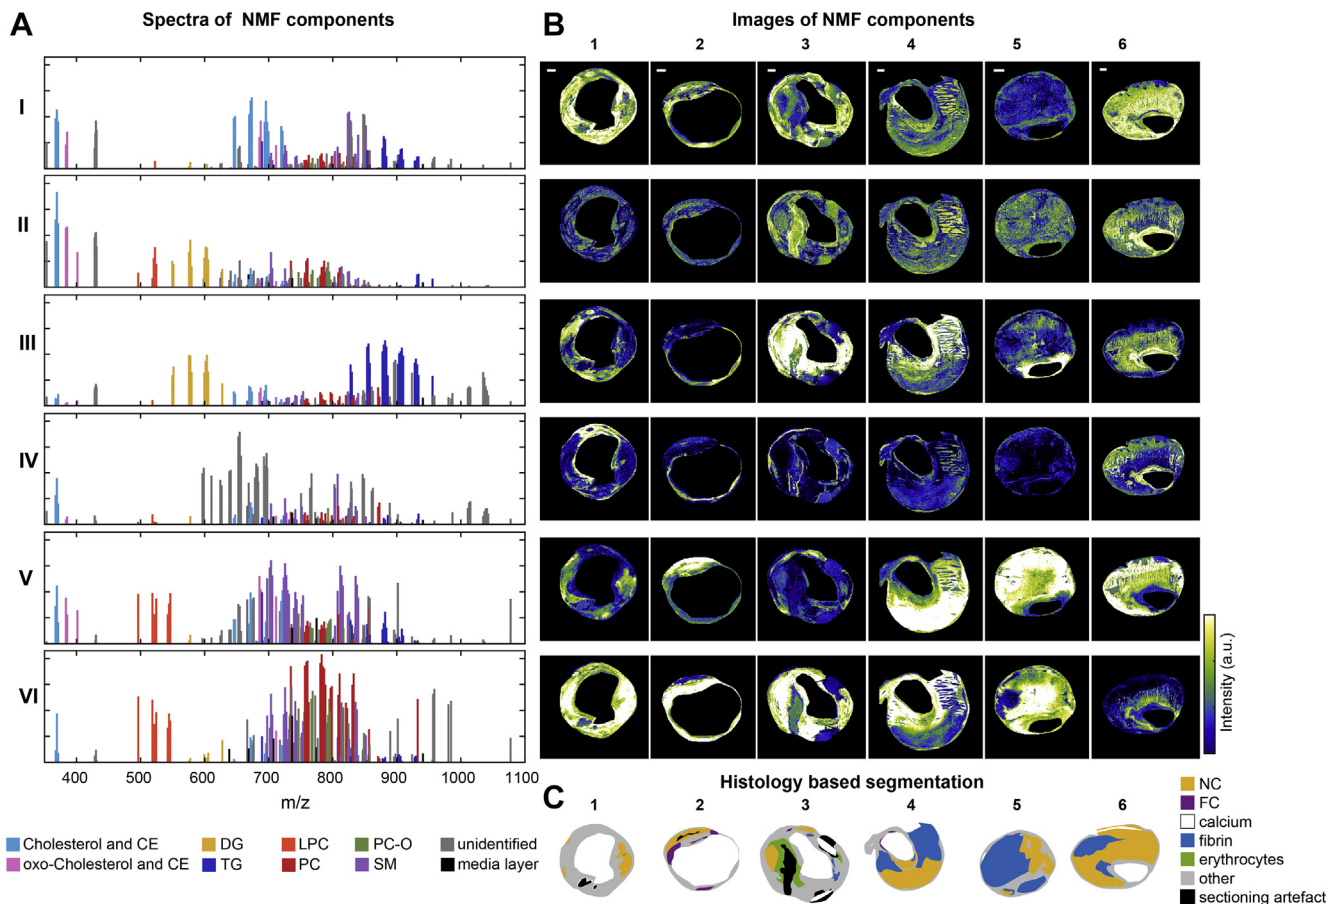 A
Spectra of NMF components
B
Images of NMF components
1 2 3 4 5 6
I
II
III
IV
V
VI
400 500 600 700 800 900 1000 1100
m/z
Intensity (a.u.)
C
Histology based segmentation
1 2 3 4 5 6
Cholesterol and CE
oxo-Cholesterol and CE
DG
TG
LPC
PC
PC-O
SM
unidentified
media layer
NC
FC
calcium
fibrin
erythrocytes
other
sectioning artefact